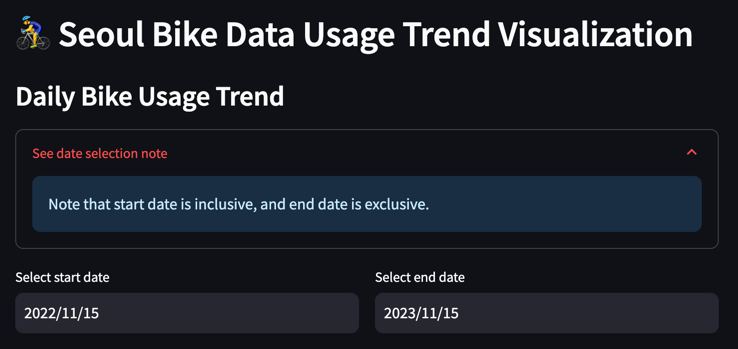 Seoul Bike Data Usage Trend Visualization
Daily Bike Usage Trend
See date selection note
Note that start date is inclusive, and end date is exclusive.
Select start date
Select end date
2022/11/15
2023/11/15